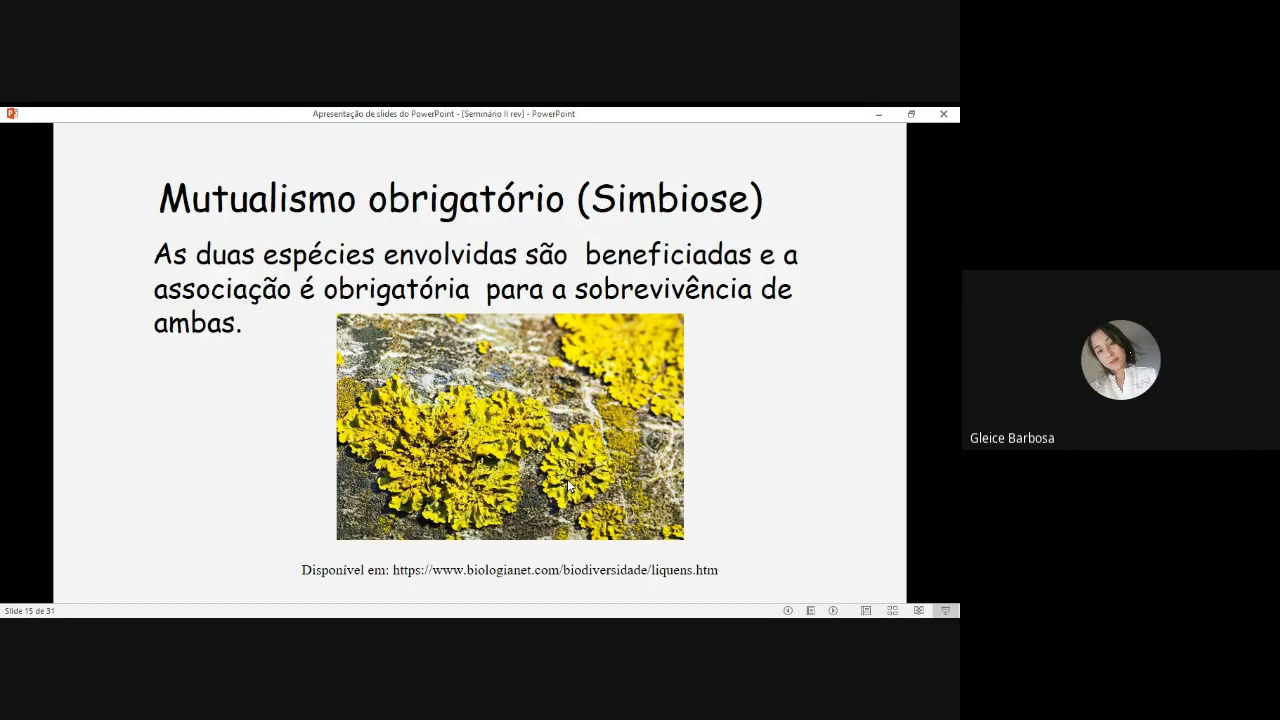 Apresentação de slides do PowerPoint - [Seminário II rev] - PowerPoint
Mutualismo obrigatório (Simbiose)
As duas espécies envolvidas são  beneficiadas e a
associação é obrigatória  para a sobrevivência de
ambas.
Disponível em: https://www.biologianet.com/biodiversidade/liquens.htm
Slide 15 de 31
Gleice Barbosa